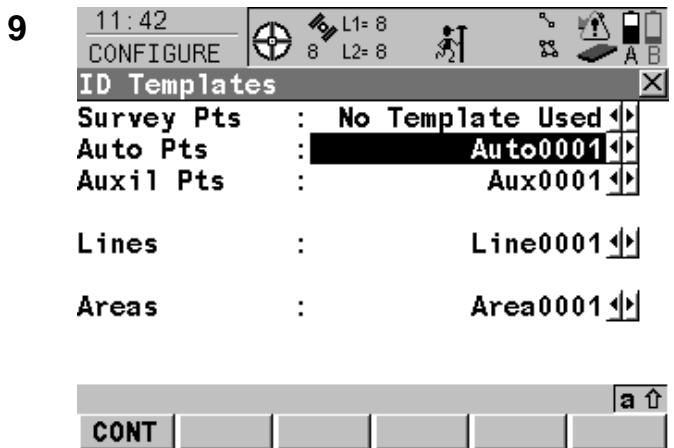 9
11:42
L1= 8
CONFIGURE
8 L2= 8
A B
ID Templates
Survey Pts : No Template Used
Auto Pts : Auto0001
Auxil Pts : Aux0001
Lines : Line0001
Areas : Area0001
a
CONT